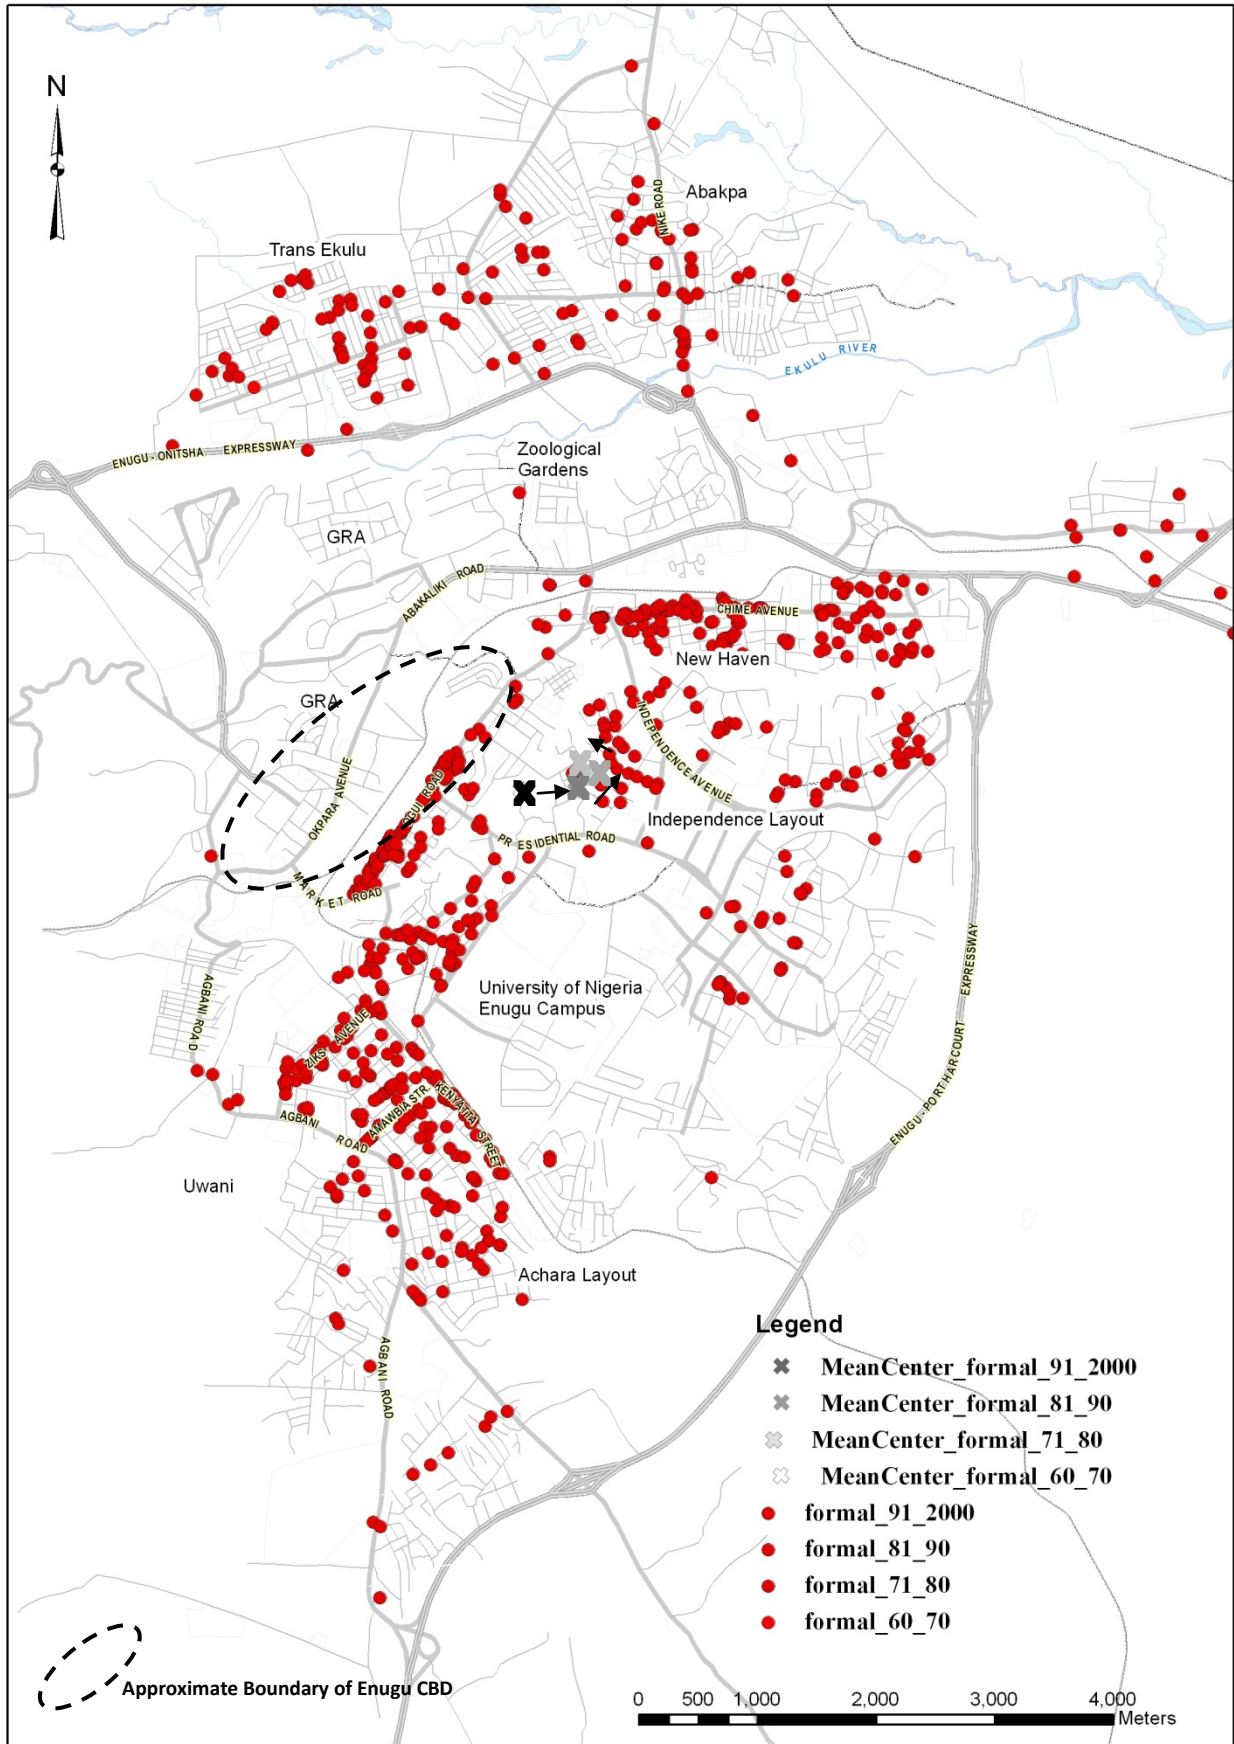 N
Abakpa
NIKE ROAD
Trans Ekulu
EKULU RIVER
ENUGU - ONITSHA EXPRESSWAY
Zoological
Gardens
GRA
ABAKALIKI ROAD
CHIME AVENUE
New Haven
GRA
INDEPENDENCE AVENUE
OKPARA AVENUE
OGUI ROAD
Independence Layout
PRESIDENTIAL ROAD
MARKET ROAD
AGBANI ROAD
University of Nigeria
Enugu Campus
ENUGU - PORT HARCOURT EXPRESSWAY
ZIKS AVENUE
AMAWBIA STR.
KENYATTA STREET
AGBANI ROAD
Uwani
Achara Layout
AGBANI ROAD
Legend
MeanCenter_formal_91_2000
MeanCenter_formal_81_90
MeanCenter_formal_71_80
MeanCenter_formal_60_70
formal_91_2000
formal_81_90
formal_71_80
formal_60_70
Approximate Boundary of Enugu CBD
0 500 1,000 2,000 3,000 4,000
Meters